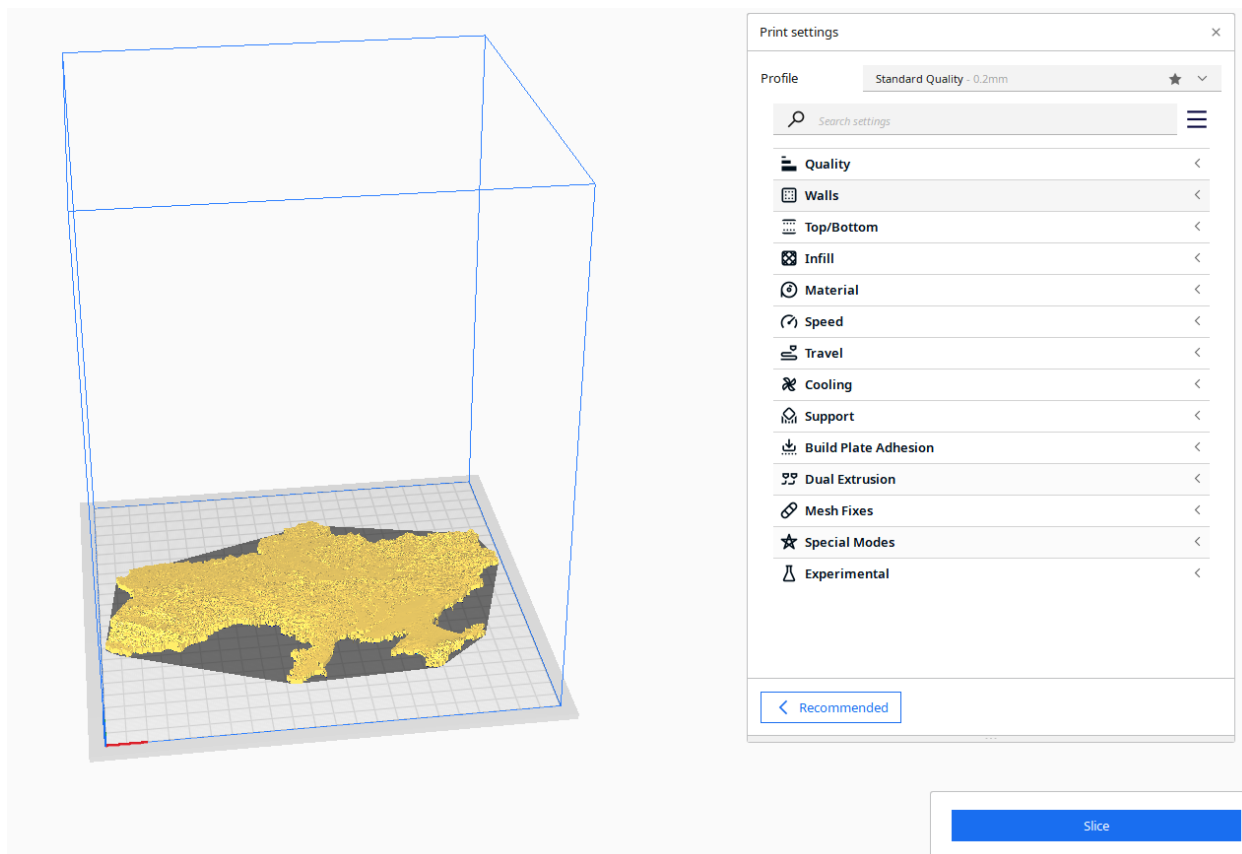 Print settings
Profile
Standard Quality - 0.2mm
Search settings
Quality
Walls
Top/Bottom
Infill
Material
Speed
Travel
Cooling
Support
Build Plate Adhesion
Dual Extrusion
Mesh Fixes
Special Modes
Experimental
Recommended
Slice